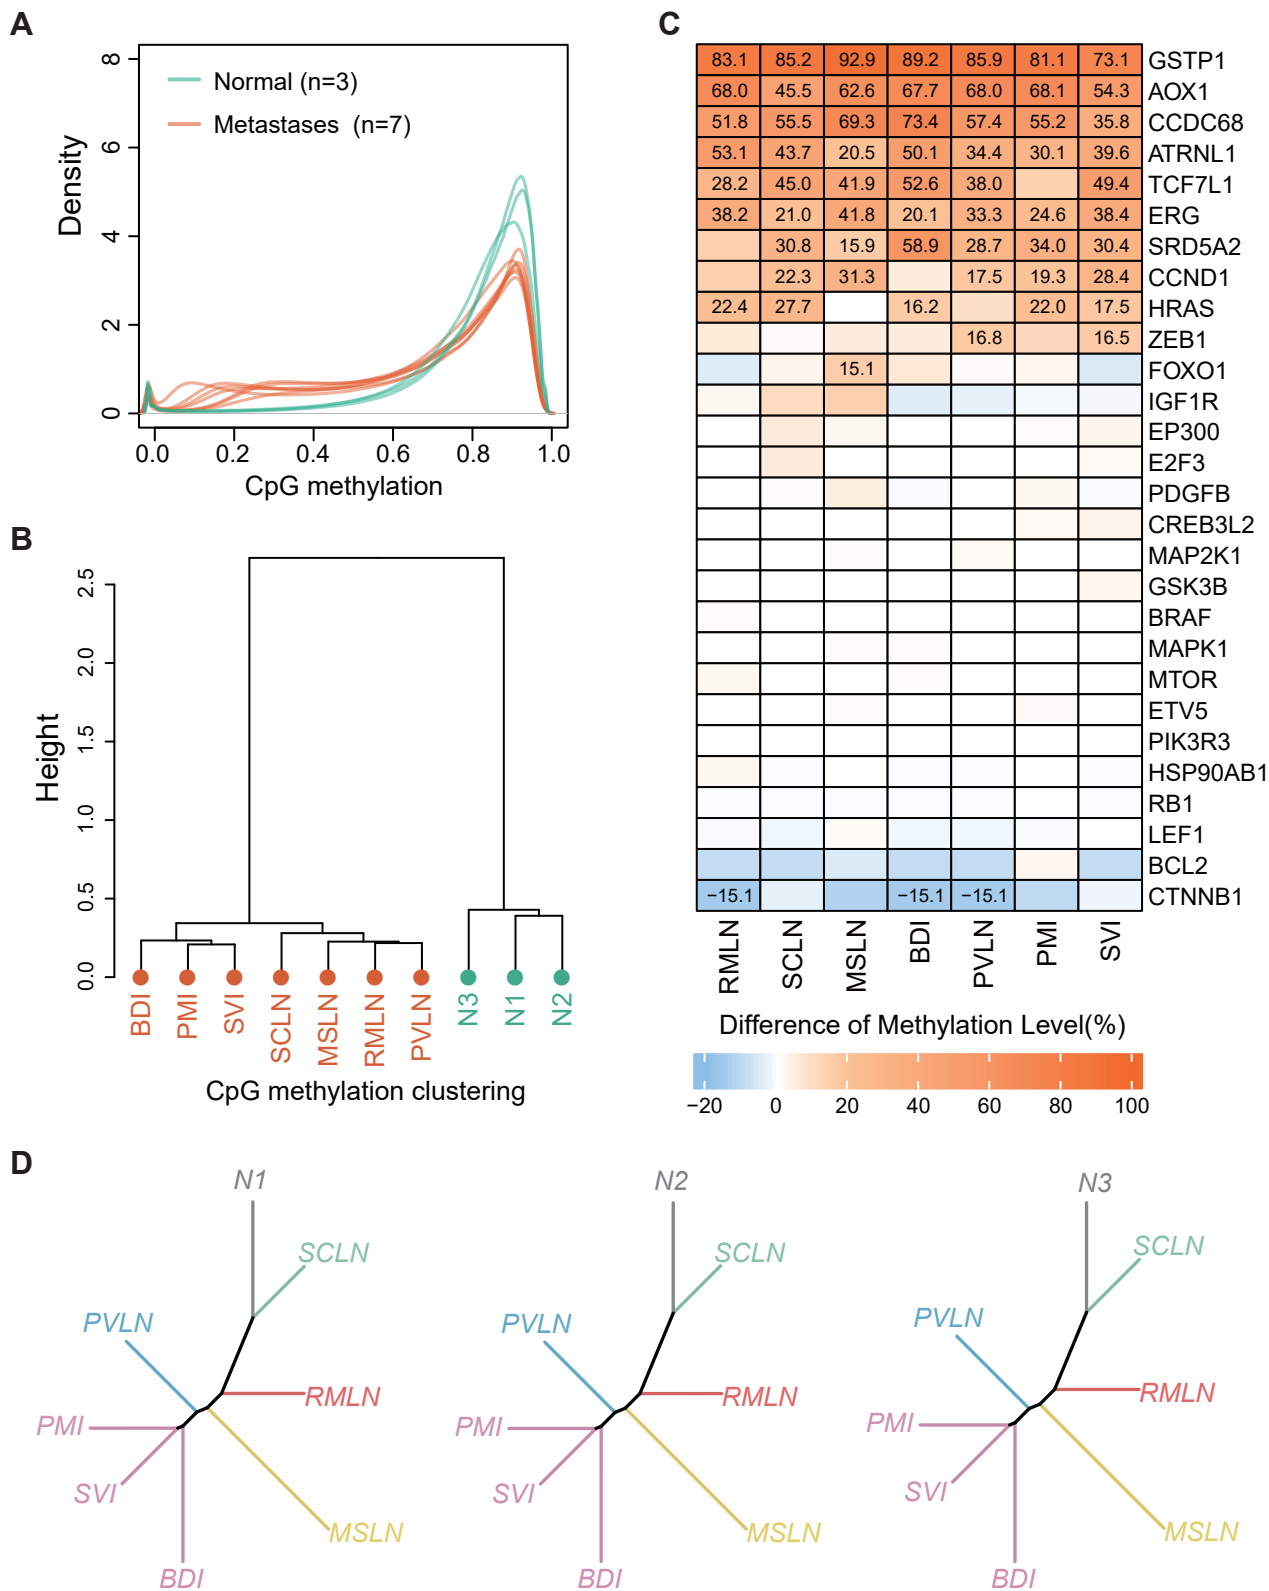 A
8
6
4
2
0
Density
Normal (n=3)
Metastases (n=7)
0.0 0.2 0.4 0.6 0.8 1.0
CpG methylation
B
2.5
2.0
1.5
1.0
0.5
0.0
Height
BDI PMI SVI SCLN MSLN RMLN PVLN N3 N1 N2
CpG methylation clustering
C
83.1 85.2 92.9 89.2 85.9 81.1 73.1 GSTP1
68.0 45.5 62.6 67.7 68.0 68.1 54.3 AOX1
51.8 55.5 69.3 73.4 57.4 55.2 35.8 CCDC68
53.1 43.7 20.5 50.1 34.4 30.1 39.6 ATRNL1
28.2 45.0 41.9 52.6 38.0 49.4 TCF7L1
38.2 21.0 41.8 20.1 33.3 24.6 38.4 ERG
30.8 15.9 58.9 28.7 34.0 30.4 SRD5A2
22.3 31.3 17.5 19.3 28.4 CCND1
22.4 27.7 16.2 22.0 17.5 HRAS
16.8 16.5 ZEB1
15.1 FOXO1
IGF1R
EP300
E2F3
PDGFB
CREB3L2
MAP2K1
GSK3B
BRAF
MAPK1
MTOR
ETV5
PIK3R3
HSP90AB1
RB1
LEF1
BCL2
−15.1 −15.1 −15.1 CTNNB1
RMLN SCLN MSLN BDI PVLN PMI SVI
Difference of Methylation Level(%)
−20 0 20 40 60 80 100
D
N1
SCLN
PVLN
RMLN
PMI
SVI
MSLN
BDI
N2
SCLN
PVLN
RMLN
PMI
SVI
MSLN
BDI
N3
SCLN
PVLN
RMLN
PMI
SVI
MSLN
BDI